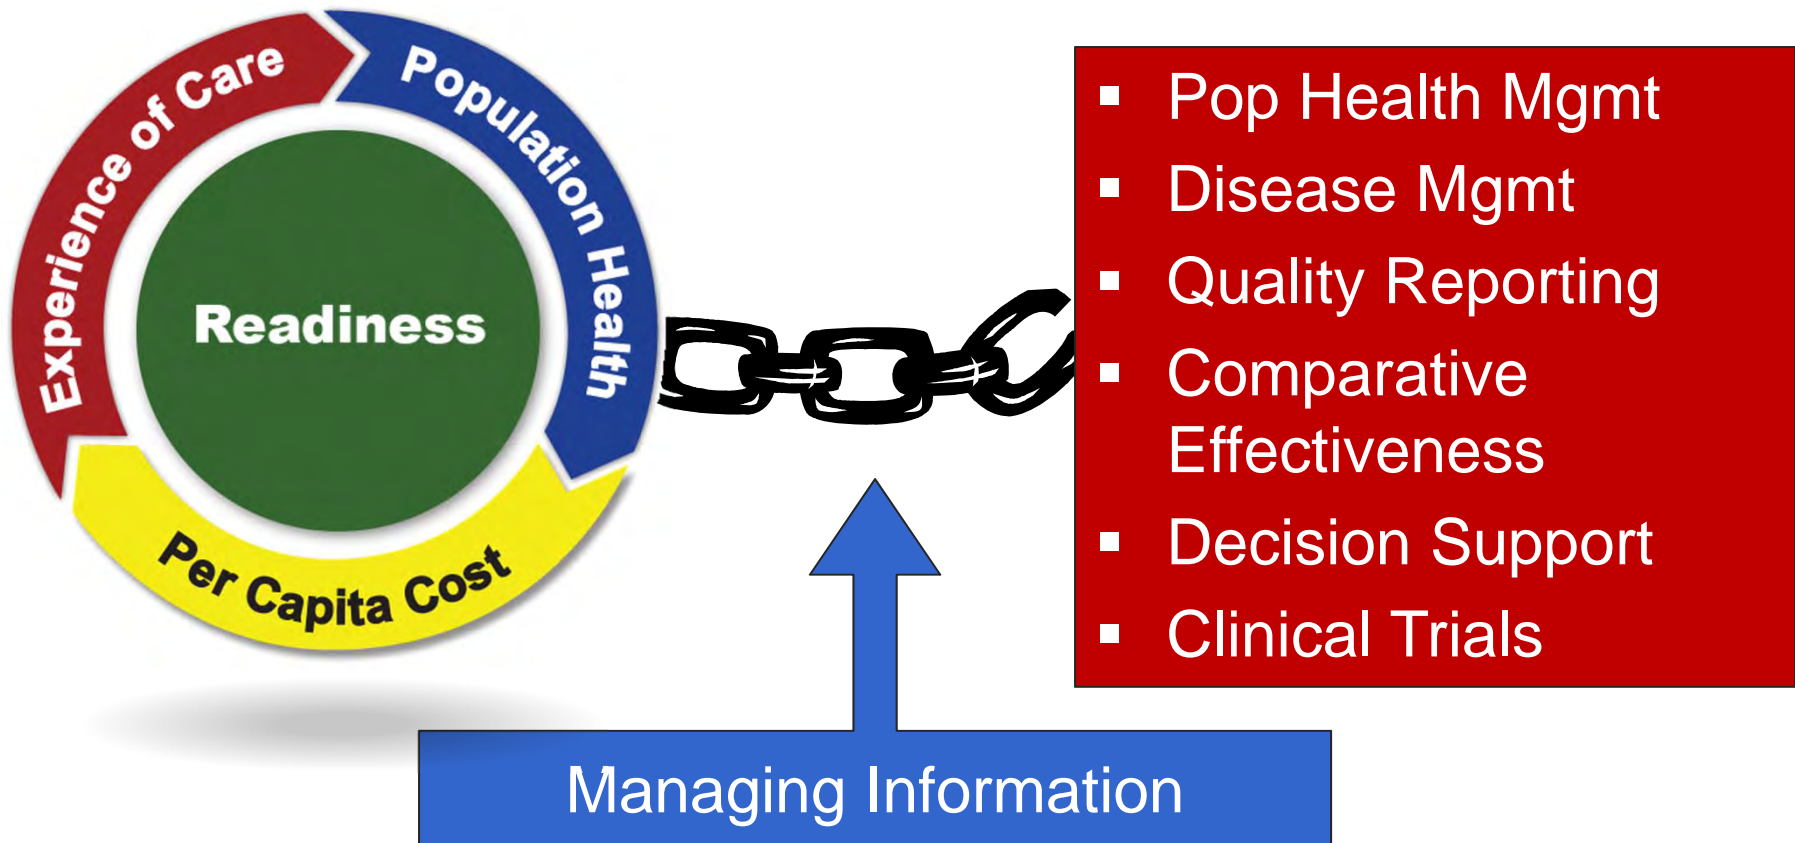 Experience of Care
Population Health
Readiness
Per Capita Cost
Pop Health Mgmt
Disease Mgmt
Quality Reporting
Comparative
Effectiveness
Decision Support
Clinical Trials
Managing Information